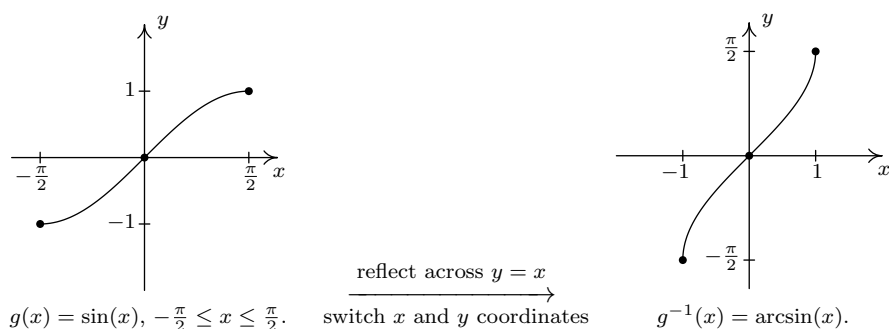 y
1
−π/2
π/2
x
−1
g(x) = sin(x), −π/2 ≤ x ≤ π/2.
reflect across y = x
switch x and y coordinates
y
π/2
−1
1
x
−π/2
g⁻¹(x) = arcsin(x).